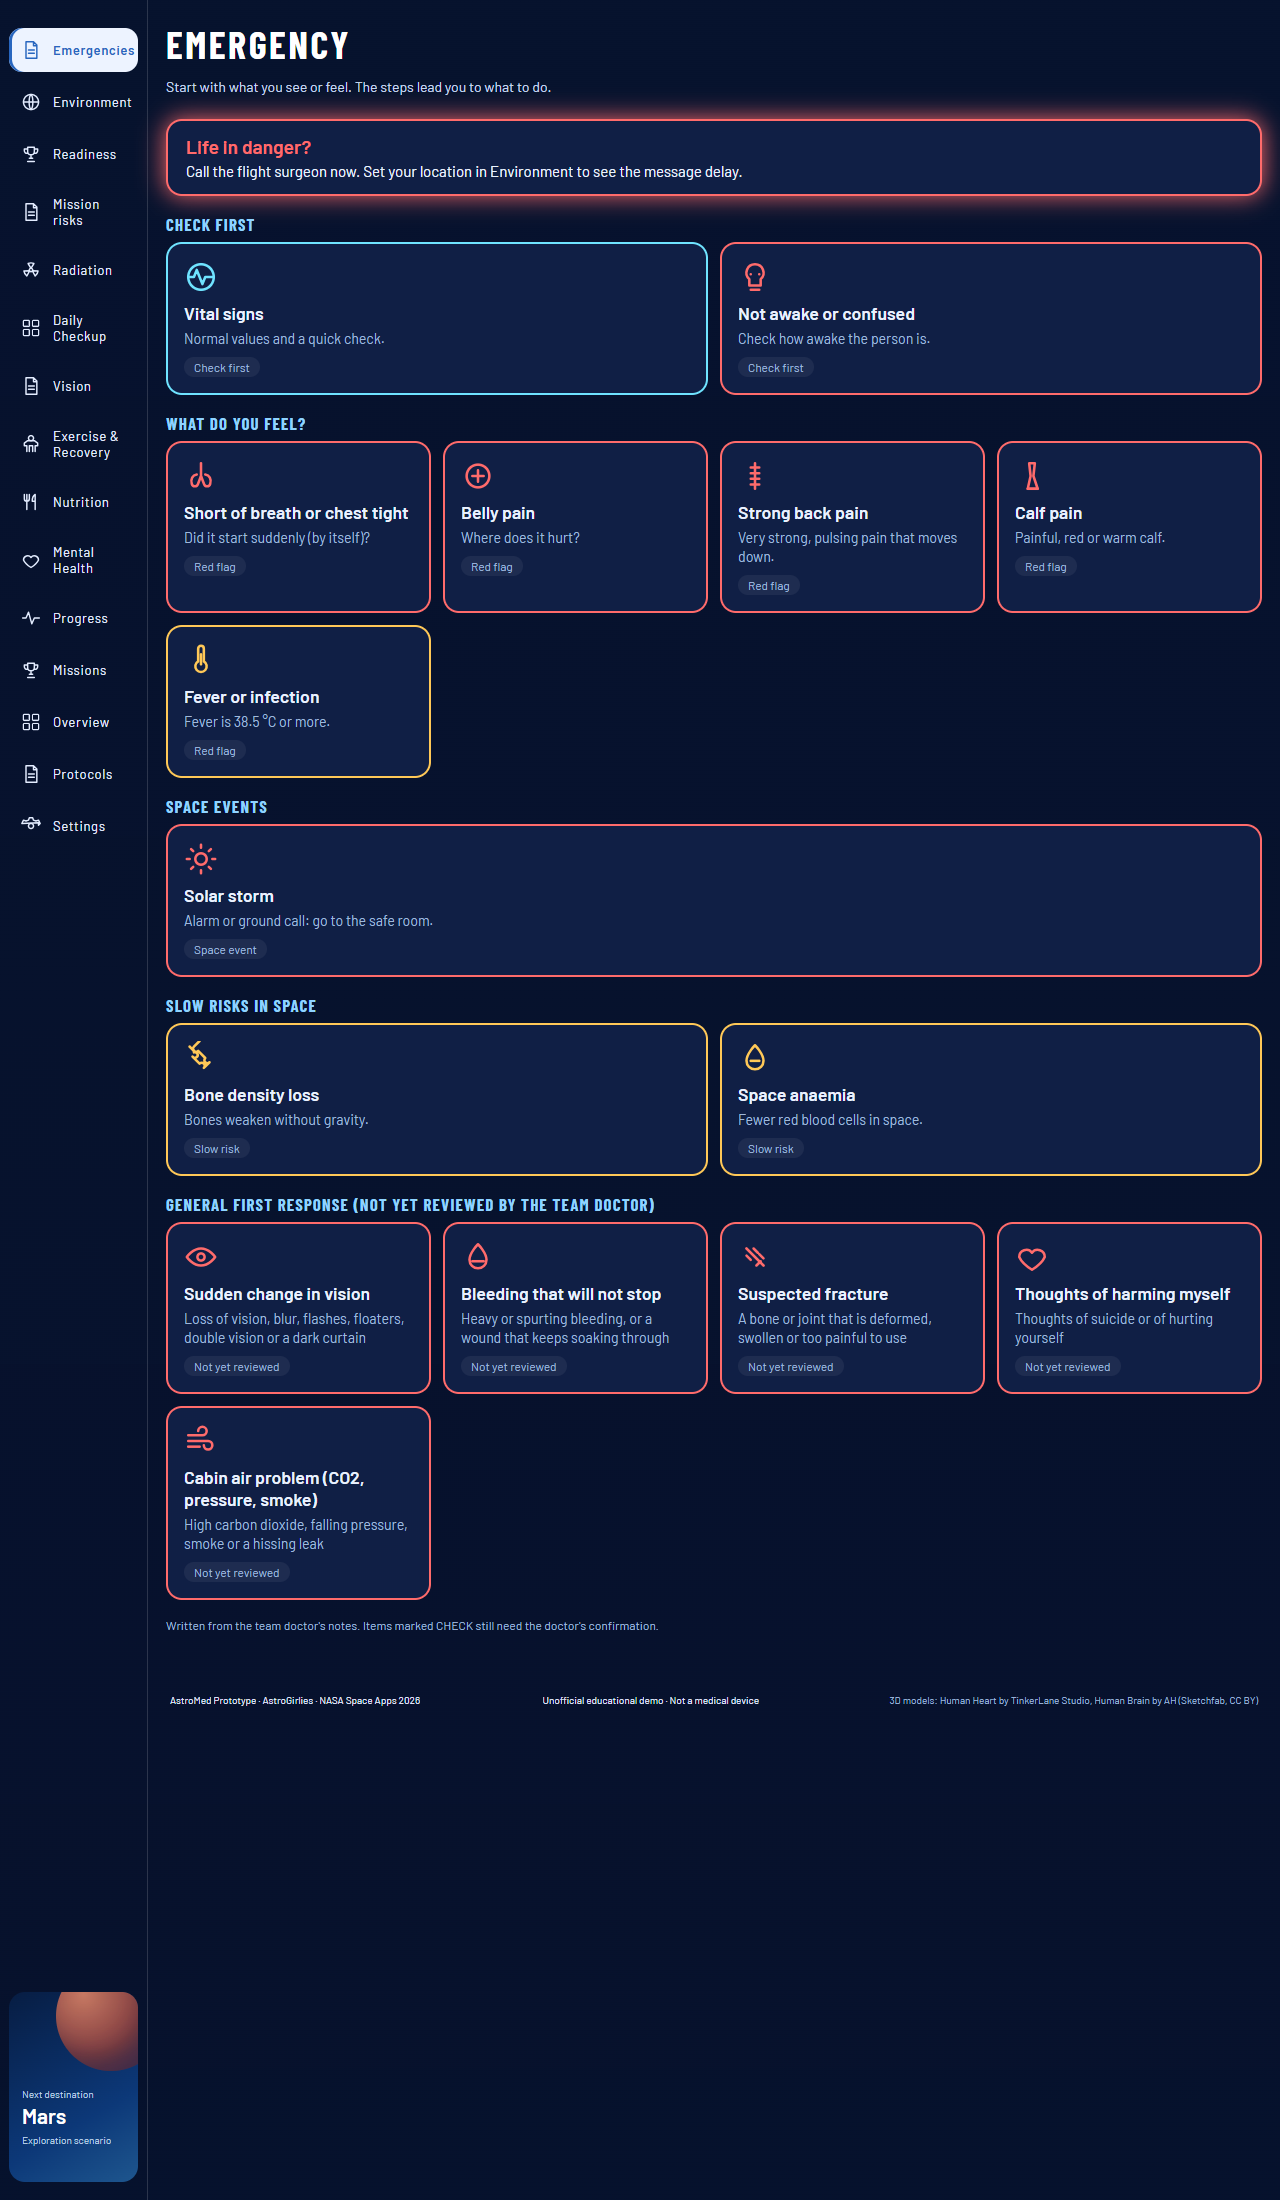 Emergencies
Environment
Readiness
Mission
risks
Radiation
Daily
Checkup
Vision
Exercise &
Recovery
Nutrition
Mental
Health
Progress
Missions
Overview
Protocols
Settings
Next destination
Mars
Exploration scenario
EMERGENCY
Start with what you see or feel. The steps lead you to what to do.
Life in danger?
Call the flight surgeon now. Set your location in Environment to see the message delay.
CHECK FIRST
Vital signs
Normal values and a quick check.
Check first
Not awake or confused
Check how awake the person is.
Check first
WHAT DO YOU FEEL?
Short of breath or chest tight
Did it start suddenly (by itself)?
Red flag
Belly pain
Where does it hurt?
Red flag
Strong back pain
Very strong, pulsing pain that moves
down.
Red flag
Calf pain
Painful, red or warm calf.
Red flag
Fever or infection
Fever is 38.5 °C or more.
Red flag
SPACE EVENTS
Solar storm
Alarm or ground call: go to the safe room.
Space event
SLOW RISKS IN SPACE
Bone density loss
Bones weaken without gravity.
Slow risk
Space anaemia
Fewer red blood cells in space.
Slow risk
GENERAL FIRST RESPONSE (NOT YET REVIEWED BY THE TEAM DOCTOR)
Sudden change in vision
Loss of vision, blur, flashes, floaters,
double vision or a dark curtain
Not yet reviewed
Bleeding that will not stop
Heavy or spurting bleeding, or a
wound that keeps soaking through
Not yet reviewed
Suspected fracture
A bone or joint that is deformed,
swollen or too painful to use
Not yet reviewed
Thoughts of harming myself
Thoughts of suicide or of hurting
yourself
Not yet reviewed
Cabin air problem (CO2,
pressure, smoke)
High carbon dioxide, falling pressure,
smoke or a hissing leak
Not yet reviewed
Written from the team doctor's notes. Items marked CHECK still need the doctor's confirmation.
AstroMed Prototype · AstroGirlies · NASA Space Apps 2026
Unofficial educational demo · Not a medical device
3D models: Human Heart by TinkerLane Studio, Human Brain by AH (Sketchfab, CC BY)